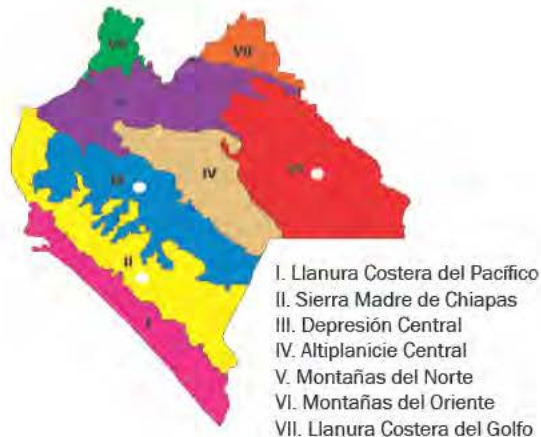 VII
VII
V
IV
VI
III
II
I
I. Llanura Costera del Pacífico
II. Sierra Madre de Chiapas
III. Depresión Central
IV. Altiplanicie Central
V. Montañas del Norte
VI. Montañas del Oriente
VII. Llanura Costera del Golfo